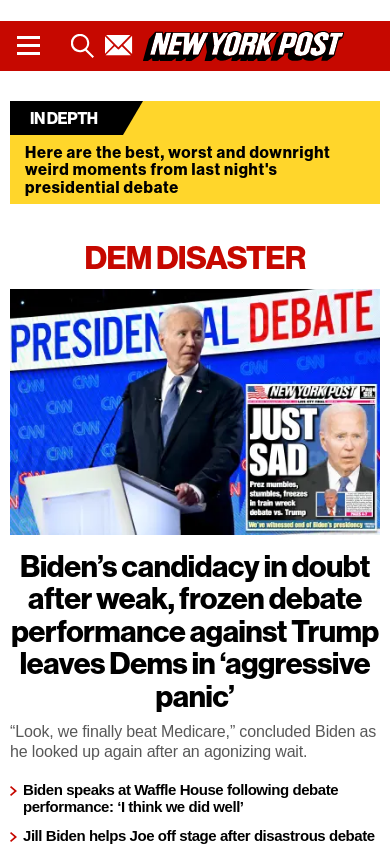 NEW YORK POST
IN DEPTH
Here are the best, worst and downright
weird moments from last night's
presidential debate
DEM DISASTER
PRESIDENTIAL DEBATE
CNN
CNN
CNN
CNN
CNN
CNN
NEW YORK POST
JUST
SAD
Prez mumbles,
stumbles, freezes
in train wreck
debate vs. Trump
We've witnessed end of Biden's presidency
Biden’s candidacy in doubt
after weak, frozen debate
performance against Trump
leaves Dems in ‘aggressive
panic’
“Look, we finally beat Medicare,” concluded Biden as
he looked up again after an agonizing wait.
Biden speaks at Waffle House following debate
performance: ‘I think we did well’
Jill Biden helps Joe off stage after disastrous debate